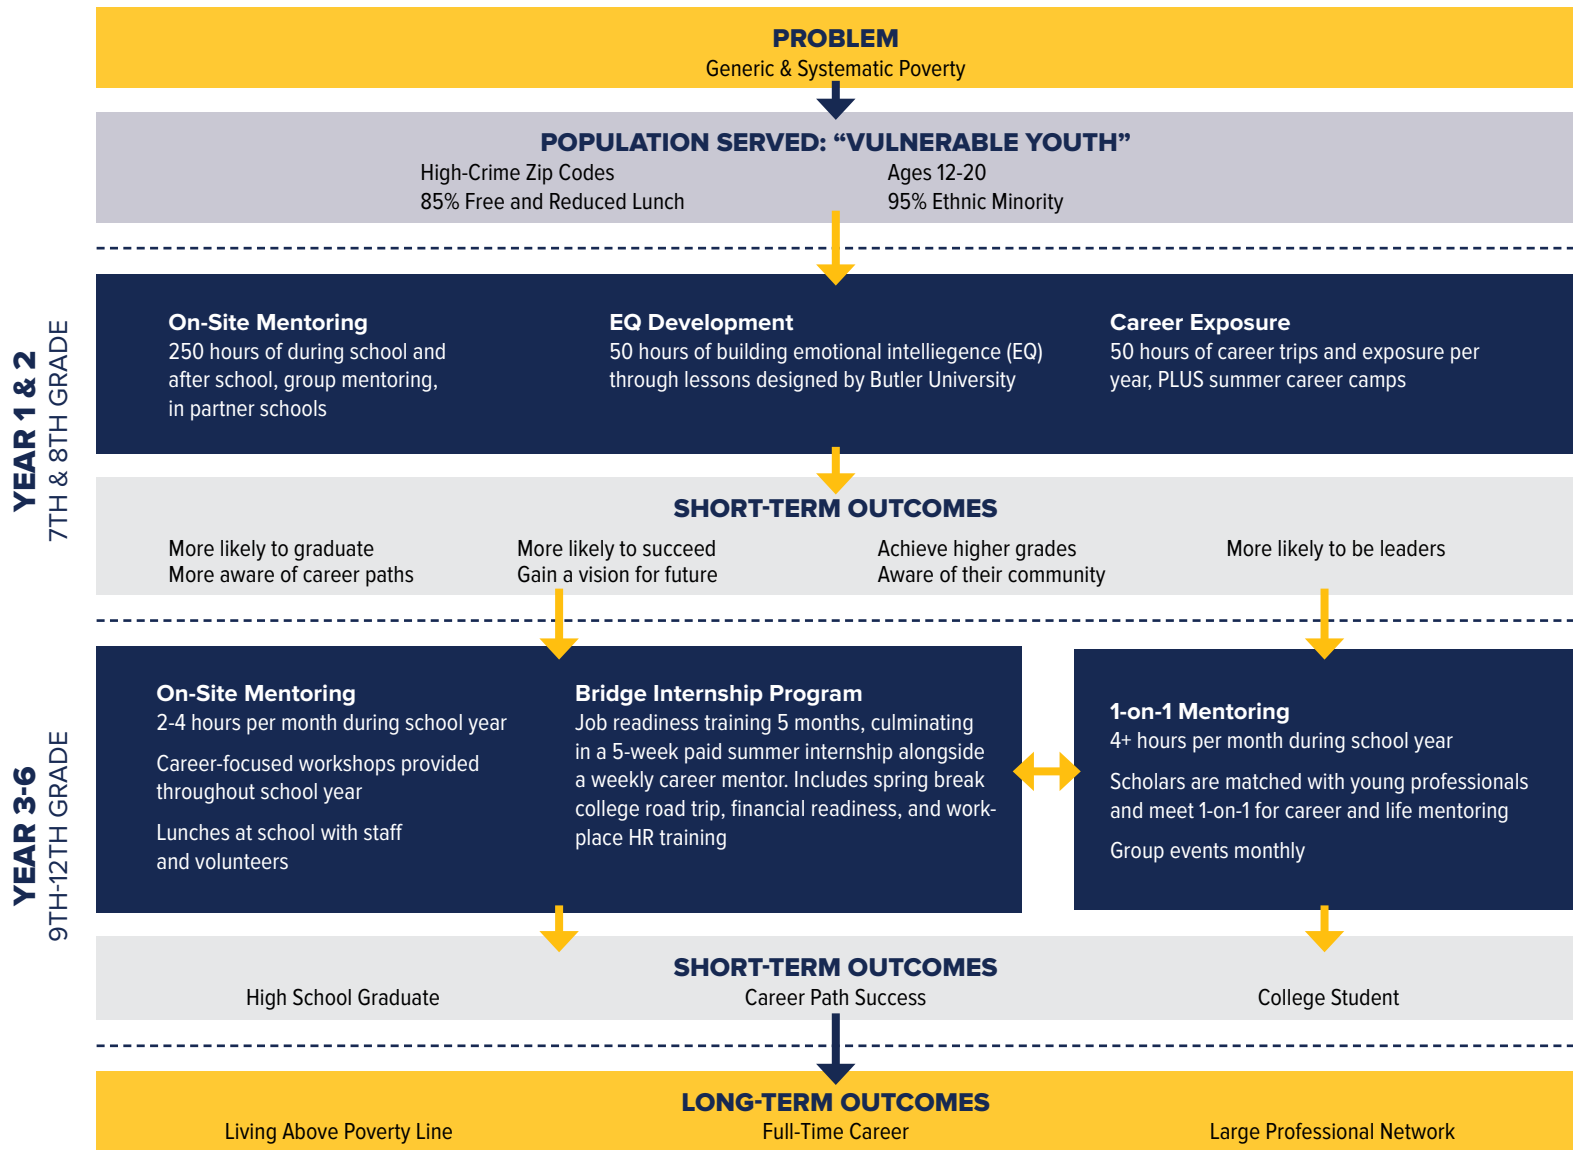 PROBLEM
Generic & Systematic Poverty
POPULATION SERVED: “VULNERABLE YOUTH”
High-Crime Zip Codes
85% Free and Reduced Lunch
Ages 12-20
95% Ethnic Minority
YEAR 1 & 2
7TH & 8TH GRADE
On-Site Mentoring
250 hours of during school and
after school, group mentoring,
in partner schools
EQ Development
50 hours of building emotional intelliegence (EQ)
through lessons designed by Butler University
Career Exposure
50 hours of career trips and exposure per
year, PLUS summer career camps
SHORT-TERM OUTCOMES
More likely to graduate
More aware of career paths
More likely to succeed
Gain a vision for future
Achieve higher grades
Aware of their community
More likely to be leaders
YEAR 3-6
9TH-12TH GRADE
On-Site Mentoring
2-4 hours per month during school year
Career-focused workshops provided
throughout school year
Lunches at school with staff
and volunteers
Bridge Internship Program
Job readiness training 5 months, culminating
in a 5-week paid summer internship alongside
a weekly career mentor. Includes spring break
college road trip, financial readiness, and work-
place HR training
1-on-1 Mentoring
4+ hours per month during school year
Scholars are matched with young professionals
and meet 1-on-1 for career and life mentoring
Group events monthly
SHORT-TERM OUTCOMES
High School Graduate
Career Path Success
College Student
LONG-TERM OUTCOMES
Living Above Poverty Line
Full-Time Career
Large Professional Network